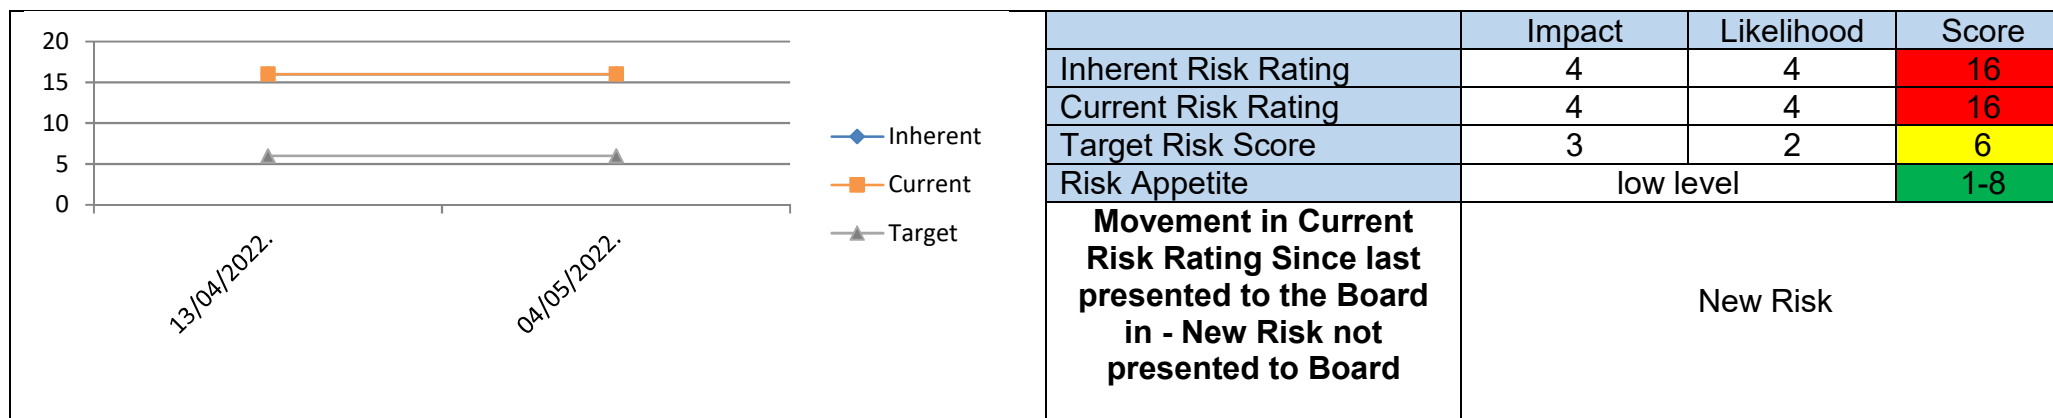 20
15
10
5
0
13/04/2022.
04/05/2022.
Inherent
Current
Target
Impact Likelihood Score
Inherent Risk Rating 4 4 16
Current Risk Rating 4 4 16
Target Risk Score 3 2 6
Risk Appetite low level 1-8
Movement in Current
Risk Rating Since last
presented to the Board
in - New Risk not
presented to Board
New Risk